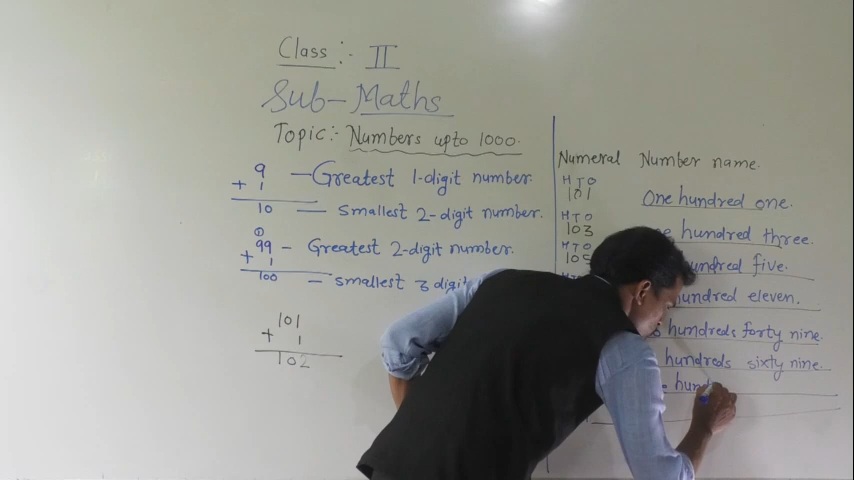 Class :- II
Sub- Maths
Topic:- Numbers upto 1000.
9 — Greatest 1-digit number.
+ 1
10 — smallest 2-digit number.
1
99 - Greatest 2-digit number.
+ 1
100 - smallest 3 digit
101
+ 1
102
Numeral Number name.
H T O
101 One hundred one.
H T O
103 hundred three.
H T O
hundred five.
hundred eleven.
hundreds forty nine.
hundreds sixty nine.